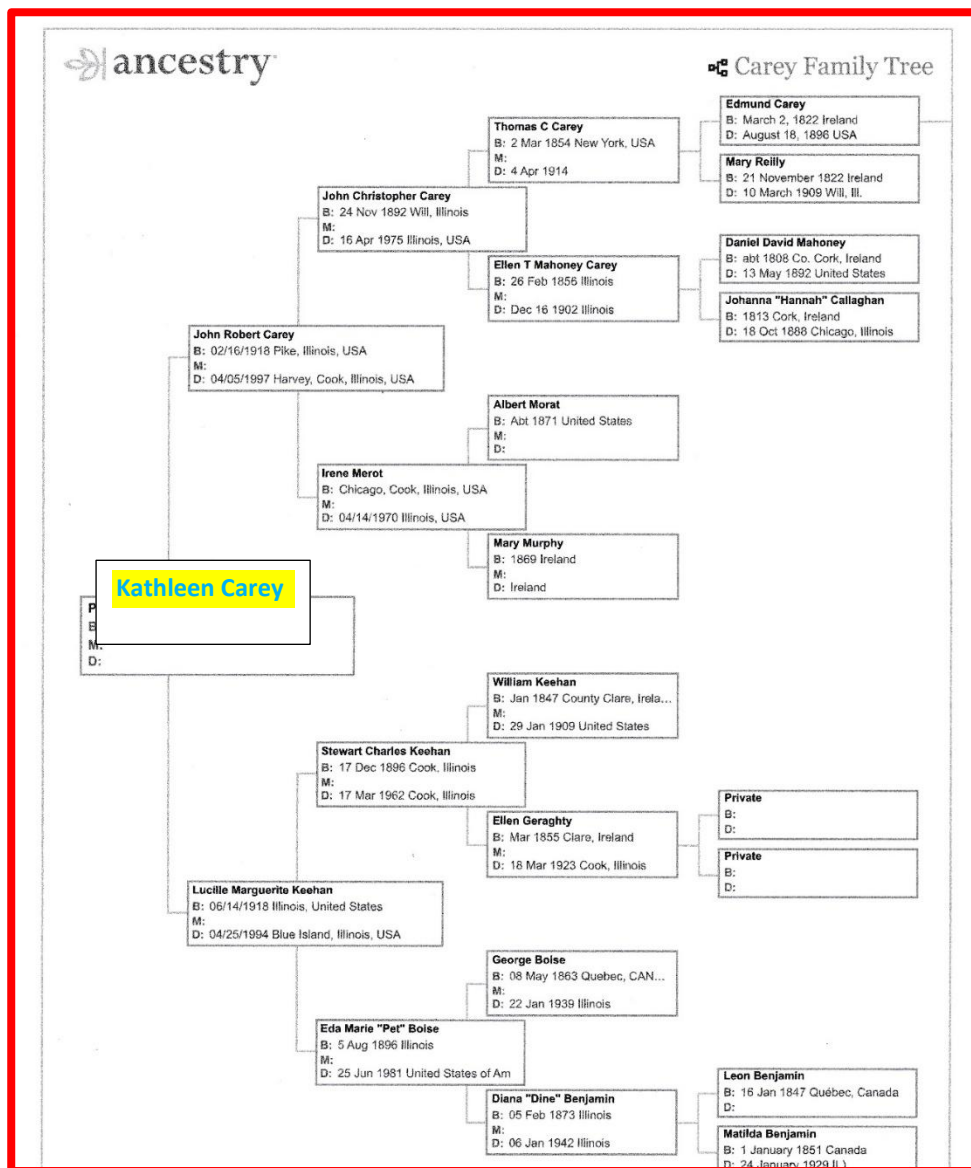 ancestry
Carey Family Tree
Edmund Carey
B: March 2, 1822 Ireland
D: August 18, 1896 USA
Thomas C Carey
B: 2 Mar 1854 New York, USA
M:
D: 4 Apr 1914
Mary Reilly
B: 21 November 1822 Ireland
D: 10 March 1909 Will, Ill.
John Christopher Carey
B: 24 Nov 1892 Will, Illinois
M:
D: 16 Apr 1975 Illinois, USA
Daniel David Mahoney
B: abt 1808 Co. Cork, Ireland
D: 13 May 1892 United States
Ellen T Mahoney Carey
B: 26 Feb 1856 Illinois
M:
D: Dec 16 1902 Illinois
Johanna "Hannah" Callaghan
B: 1813 Cork, Ireland
D: 18 Oct 1888 Chicago, Illinois
John Robert Carey
B: 02/16/1918 Pike, Illinois, USA
M:
D: 04/05/1997 Harvey, Cook, Illinois, USA
Albert Morat
B: Abt 1871 United States
M:
D:
Irene Merot
B: Chicago, Cook, Illinois, USA
M:
D: 04/14/1970 Illinois, USA
Mary Murphy
B: 1869 Ireland
M:
D: Ireland
Kathleen Carey
P
B
M:
D:
William Keehan
B: Jan 1847 County Clare, Irela...
M:
D: 29 Jan 1909 United States
Stewart Charles Keehan
B: 17 Dec 1896 Cook, Illinois
M:
D: 17 Mar 1962 Cook, Illinois
Private
B:
D:
Ellen Geraghty
B: Mar 1855 Clare, Ireland
M:
D: 18 Mar 1923 Cook, Illinois
Private
B:
D:
Lucille Marguerite Keehan
B: 06/14/1918 Illinois, United States
M:
D: 04/25/1994 Blue Island, Illinois, USA
George Boise
B: 08 May 1863 Quebec, CAN...
M:
D: 22 Jan 1939 Illinois
Eda Marie "Pet" Boise
B: 5 Aug 1896 Illinois
M:
D: 25 Jun 1981 United States of Am
Leon Benjamin
B: 16 Jan 1847 Québec, Canada
D:
Diana "Dine" Benjamin
B: 05 Feb 1873 Illinois
M:
D: 06 Jan 1942 Illinois
Matilda Benjamin
B: 1 January 1851 Canada
D: 24 January 1929 IL)